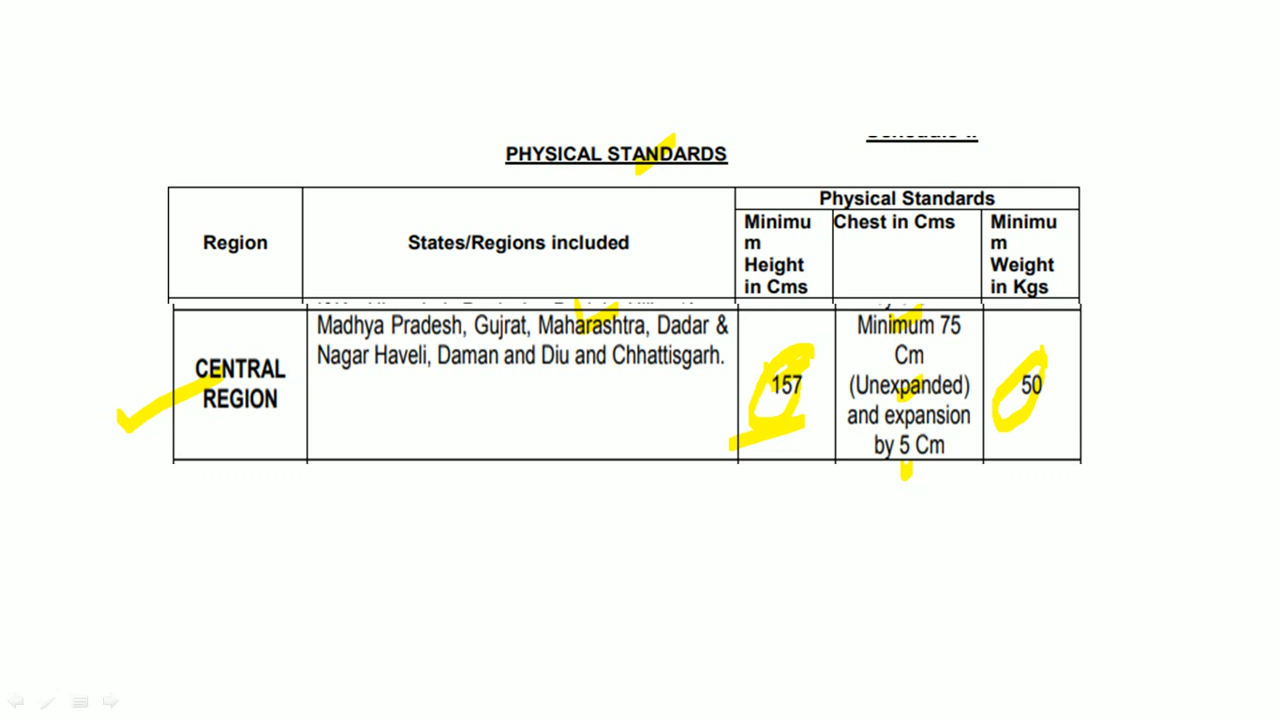 PHYSICAL STANDARDS
Physical Standards
Region
States/Regions included
Minimu
m
Height
in Cms
Chest in Cms
Minimu
m
Weight
in Kgs
CENTRAL
REGION
Madhya Pradesh, Gujrat, Maharashtra, Dadar &
Nagar Haveli, Daman and Diu and Chhattisgarh.
157
Minimum 75
Cm
(Unexpanded)
and expansion
by 5 Cm
50